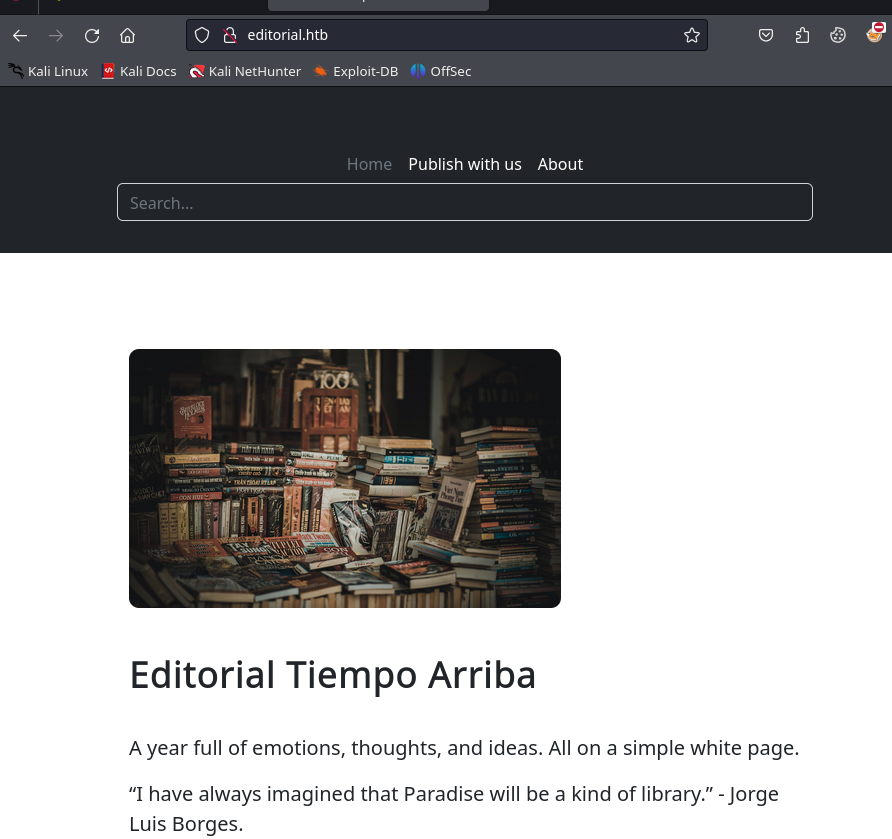 editorial.htb
Kali Linux Kali Docs Kali NetHunter Exploit-DB OffSec
Home Publish with us About
Search...
100
Editorial Tiempo Arriba
A year full of emotions, thoughts, and ideas. All on a simple white page.
“I have always imagined that Paradise will be a kind of library.” - Jorge
Luis Borges.